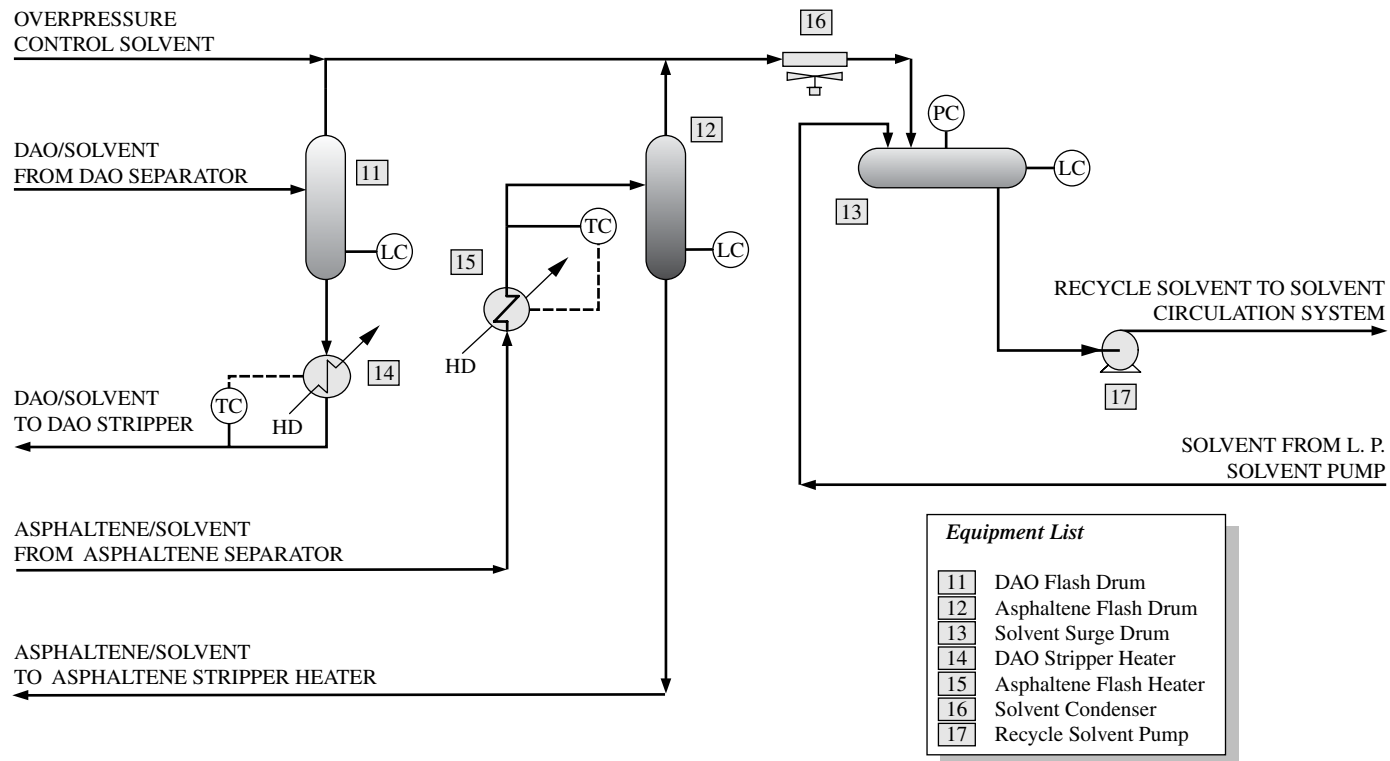 OVERPRESSURE
CONTROL SOLVENT
16
12
PC
DAO/SOLVENT
FROM DAO SEPARATOR
11
LC
13
TC
LC
LC
15
RECYCLE SOLVENT TO SOLVENT
CIRCULATION SYSTEM
HD
14
17
DAO/SOLVENT
TO DAO STRIPPER
TC
HD
SOLVENT FROM L. P.
SOLVENT PUMP
ASPHALTENE/SOLVENT
FROM ASPHALTENE SEPARATOR
ASPHALTENE/SOLVENT
TO ASPHALTENE STRIPPER HEATER
Equipment List
11 DAO Flash Drum
12 Asphaltene Flash Drum
13 Solvent Surge Drum
14 DAO Stripper Heater
15 Asphaltene Flash Heater
16 Solvent Condenser
17 Recycle Solvent Pump